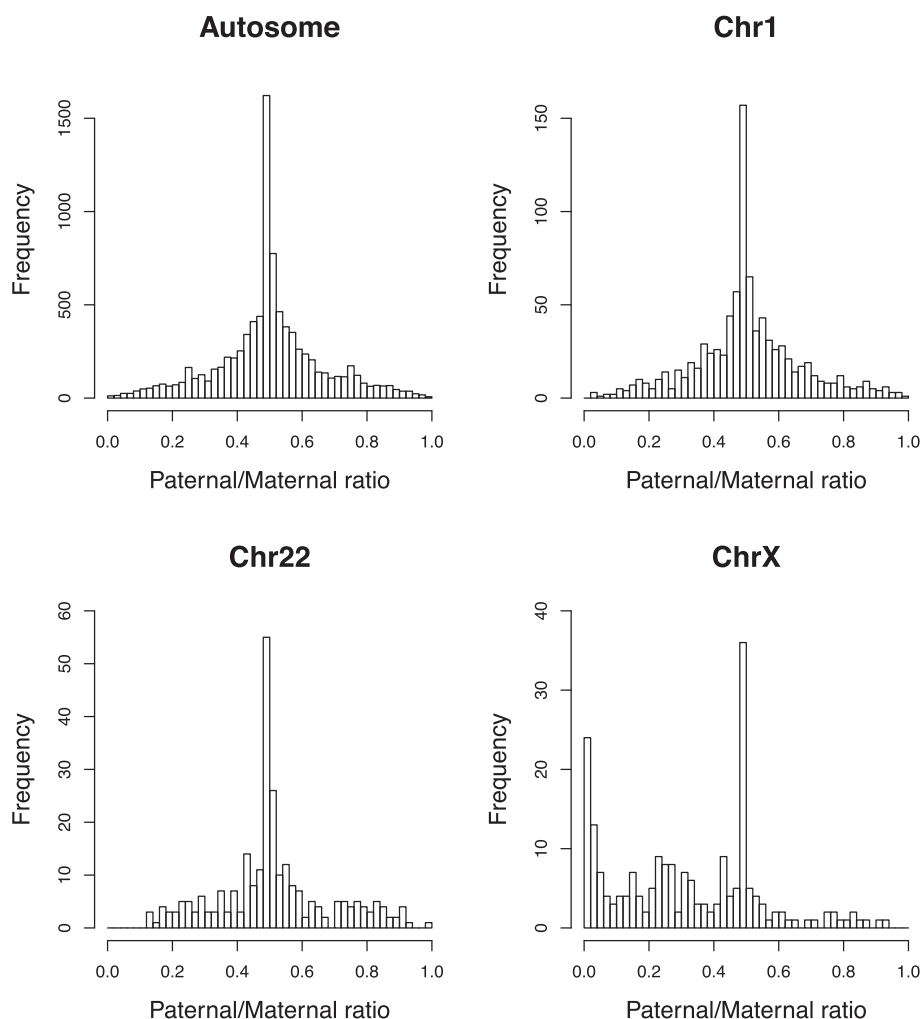 Autosome
Frequency
0 500 1000 1500
0.0 0.2 0.4 0.6 0.8 1.0
Paternal/Maternal ratio
Chr1
Frequency
0 50 100 150
0.0 0.2 0.4 0.6 0.8 1.0
Paternal/Maternal ratio
Chr22
Frequency
0 10 20 30 40 50 60
0.0 0.2 0.4 0.6 0.8 1.0
Paternal/Maternal ratio
ChrX
Frequency
0 10 20 30 40
0.0 0.2 0.4 0.6 0.8 1.0
Paternal/Maternal ratio